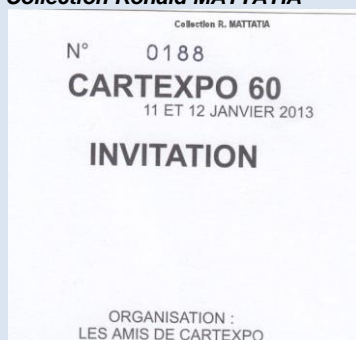 Collection Ronald MATTATIA
Collection R. MATTATIA
N° 0188
CARTEXPO 60
11 ET 12 JANVIER 2013
INVITATION
ORGANISATION :
LES AMIS DE CARTEXPO